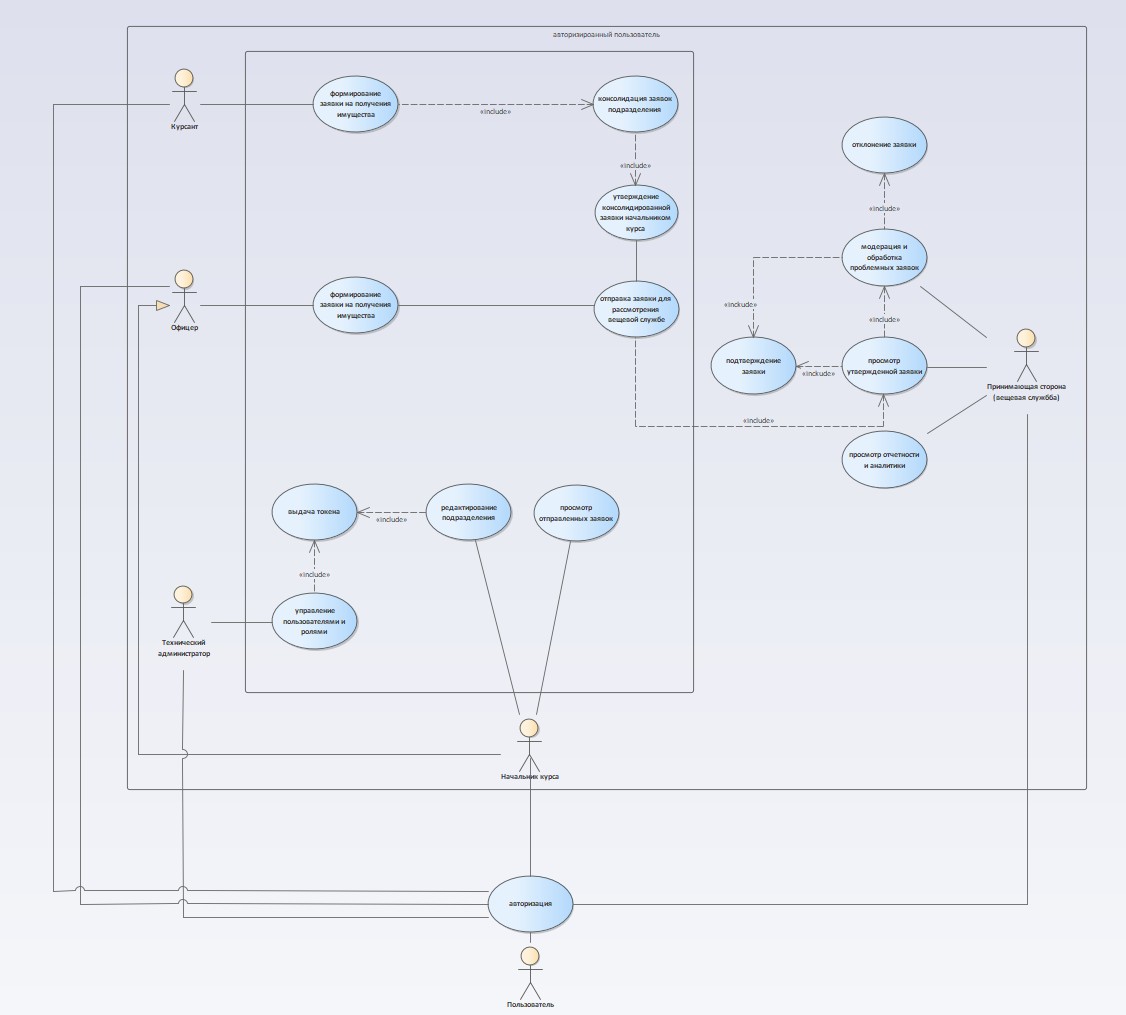 авторизированный пользователь
Курсант
формирование
заявки на получения
имущества
«include»
консолидация заявок
подразделения
«include»
утверждение
консолидированной
заявки начальником
курса
отклонение заявки
«include»
модерация и
обработка
проблемных заявок
«inckude»
«include»
Офицер
формирование
заявки на получения
имущества
отправка заявки для
рассмотрения
вещевой службе
подтверждение
заявки
«inckude»
просмотр
утвержденной заявки
Принимающая сторона
(вещевая службба)
«include»
просмотр отчетности
и аналитики
выдача токена
«include»
редактирование
подразделения
просмотр
отправленных заявок
«include»
Технический
администратор
управление
пользователями и
ролями
Начальник курса
авторизация
Пользователь